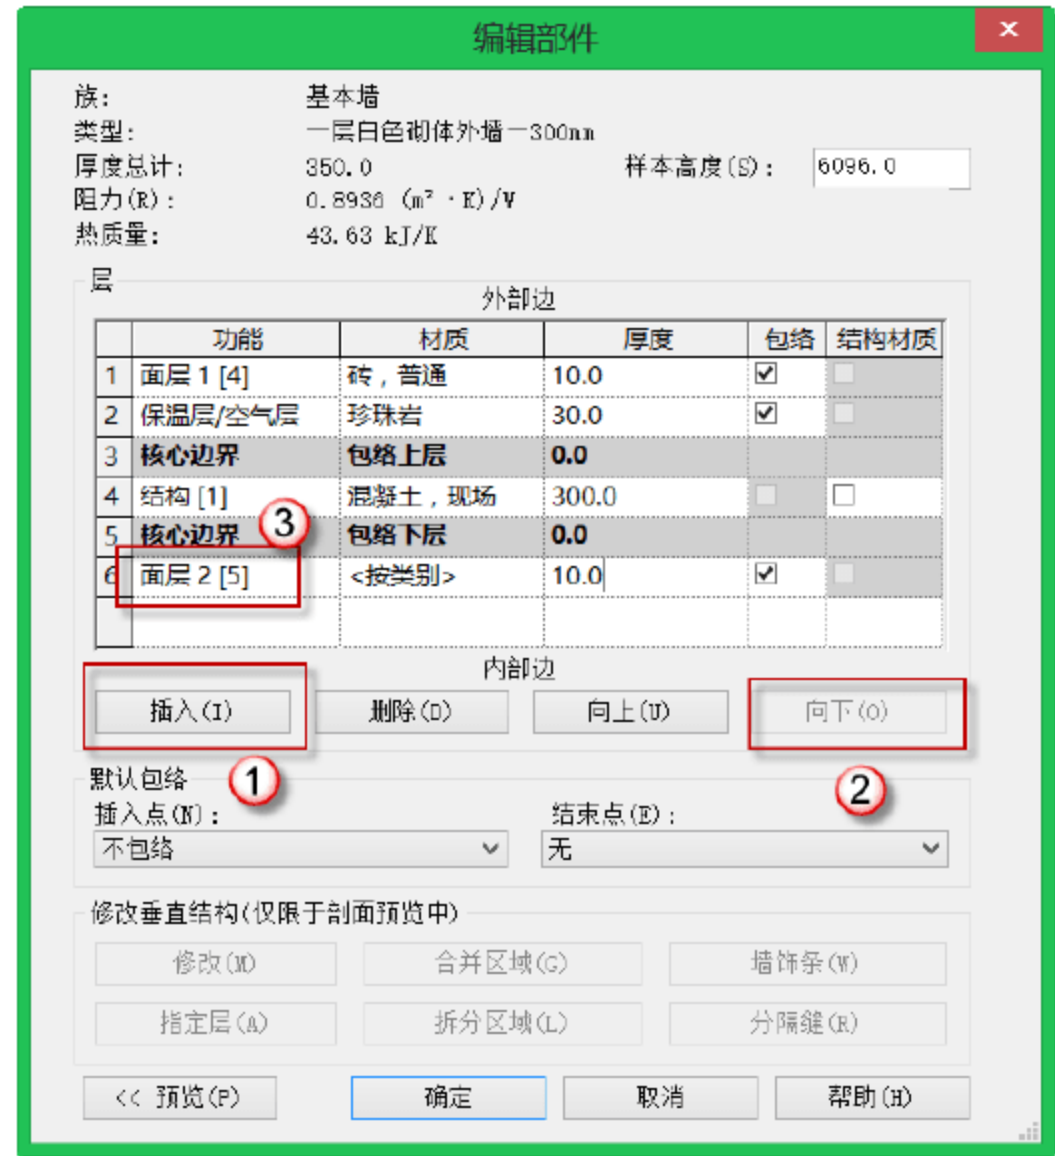 编辑部件
族： 基本墙
类型： 一层白色砌体外墙-300mm
厚度总计： 350.0 样本高度(S)： 6096.0
阻力(R)： 0.8936 (m²·K)/W
热质量： 43.63 kJ/K
层
外部边
功能 材质 厚度 包络 结构材质
1 面层 1 [4] 砖，普通 10.0
2 保温层/空气层 珍珠岩 30.0
3 核心边界 包络上层 0.0
4 结构 [1] 混凝土，现场 300.0
3
5 核心边界 包络下层 0.0
6 面层 2 [5] <按类别> 10.0
内部边
插入(I) 删除(D) 向上(U) 向下(O)
1 2
默认包络
插入点(N)： 结束点(E)：
不包络 无
修改垂直结构(仅限于剖面预览中)
修改(M) 合并区域(G) 墙饰条(W)
指定层(A) 拆分区域(L) 分隔缝(R)
<< 预览(P) 确定 取消 帮助(H)